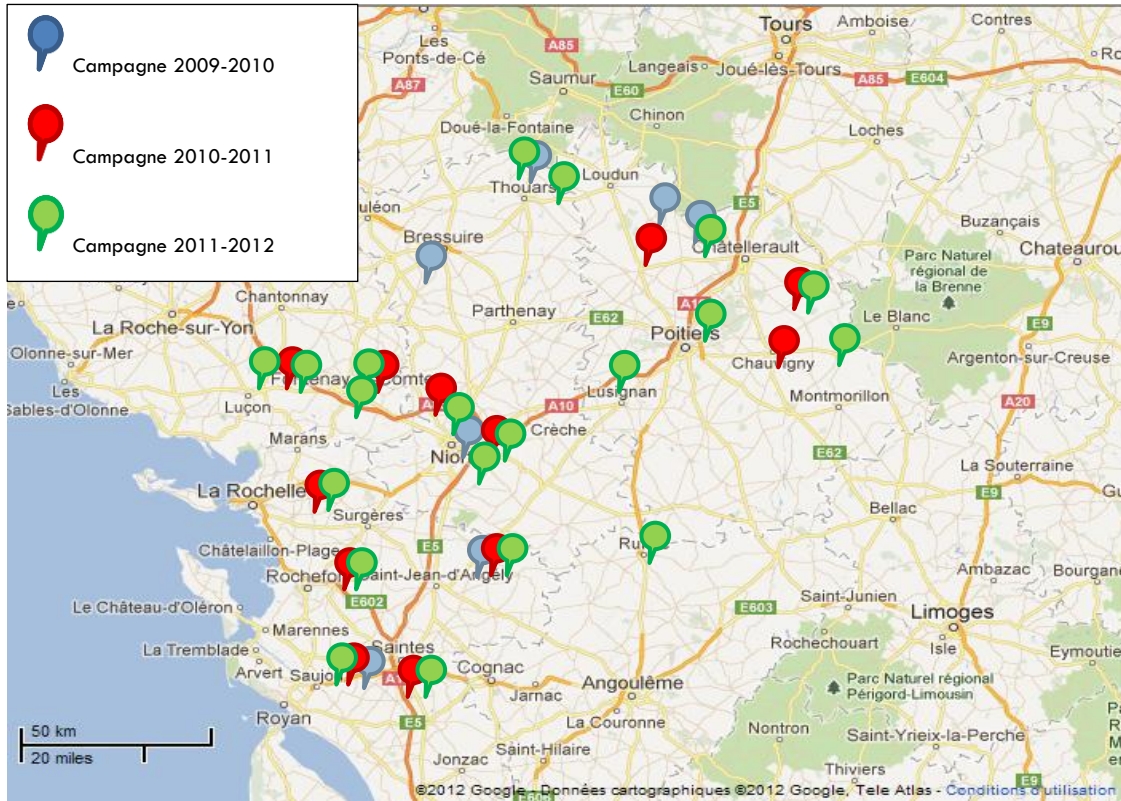 Campagne 2009-2010
Campagne 2010-2011
Campagne 2011-2012
Les
Ponts-de-Cé
A85
Langeais
Tours
Amboise
Contres
Joué-lès-Tours
A85
E604
Saumur
A87
E60
Chinon
Loches
Doué-la-Fontaine
Loudun
Thouars
E5
Buzançais
Bressuire
Châtellerault
Châteaurou
Parc Naturel
régional de
la Brenne
Chantonnay
Parthenay
E62
Poitiers
Le Blanc
E9
La Roche-sur-Yon
Olonne-sur-Mer
Chauvigny
Argenton-sur-Creuse
Les
Sables-d'Olonne
Luçon
Lusignan
A10
Montmorillon
A20
Marans
Crèche
E62
La Souterraine
La Rochelle
E9
Surgères
Bellac
Châtelaillon-Plage
E5
Rochefort
Saint-Jean-d'Angely
Ambazac
Bourgan
Le Château-d'Oléron
E602
E603
Saint-Junien
Limoges
Marennes
Rochechouart
La Tremblade
Saintes
Isle
Eymoutie
Arvert
Saujon
Cognac
Jarnac
Angoulême
Parc Naturel régional
Périgord-Limousin
Royan
E5
La Couronne
Nontron
Saint-Yrieix-la-Perche
50 km
20 miles
Saint-Hilaire
Jonzac
Thiviers
E9
©2012 Google - Données cartographiques ©2012 Google, Tele Atlas - Conditions d'utilisation